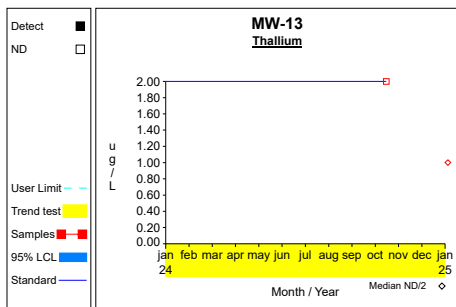 Detect
ND
User Limit
Trend test
Samples
95% LCL
Standard
MW-13
Thallium
ug/L
2.00
1.80
1.60
1.40
1.20
1.00
0.80
0.60
0.40
0.20
0.00
jan feb mar apr may jun jul aug sep oct nov dec jan
24 25
Month / Year
Median ND/2